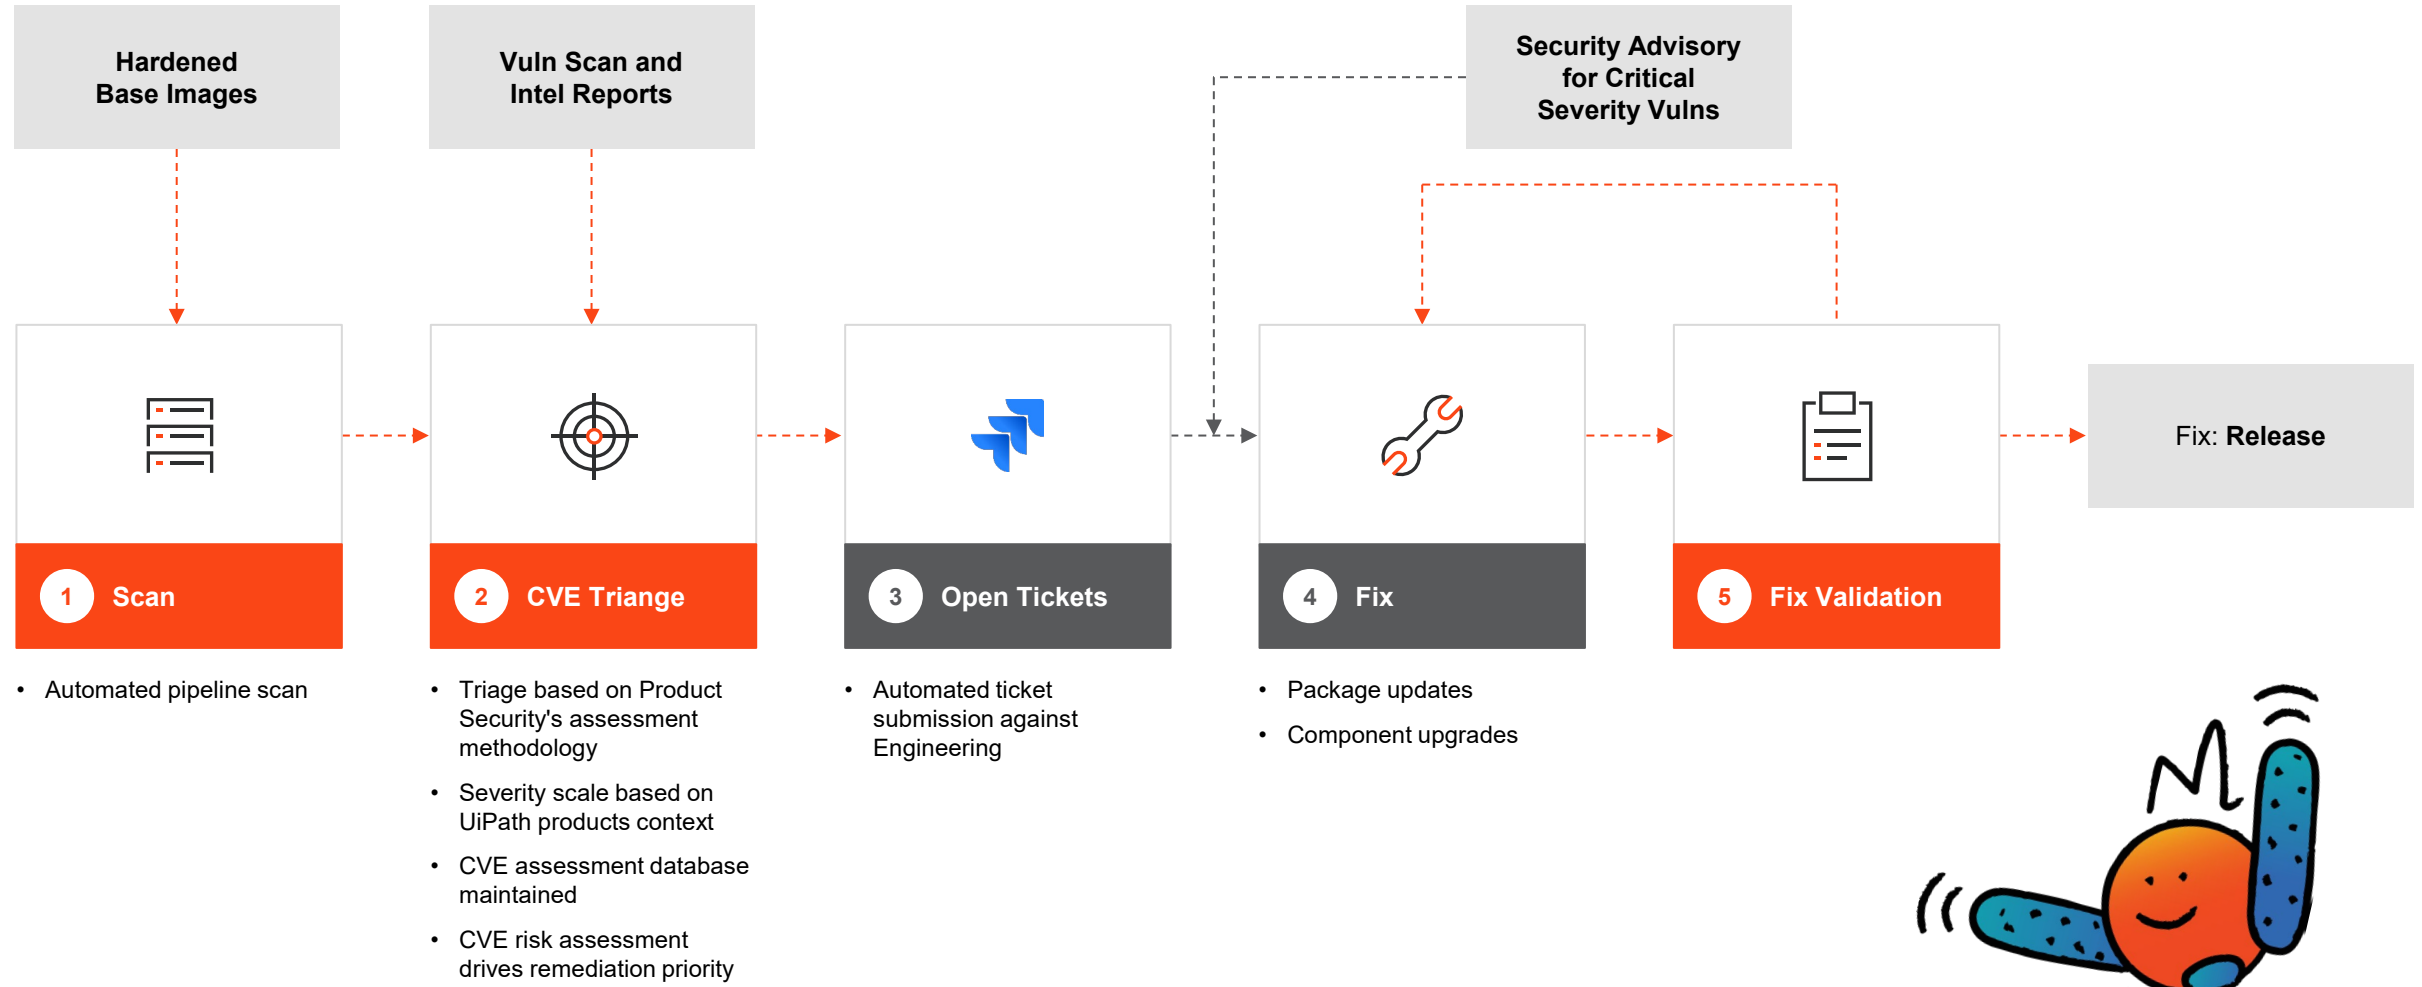 Hardened
Base Images
Vuln Scan and
Intel Reports
Security Advisory
for Critical
Severity Vulns
Fix: Release
1 Scan
2 CVE Triange
3 Open Tickets
4 Fix
5 Fix Validation
• Automated pipeline scan
• Triage based on Product
Security's assessment
methodology
• Severity scale based on
UiPath products context
• CVE assessment database
maintained
• CVE risk assessment
drives remediation priority
• Automated ticket
submission against
Engineering
• Package updates
• Component upgrades